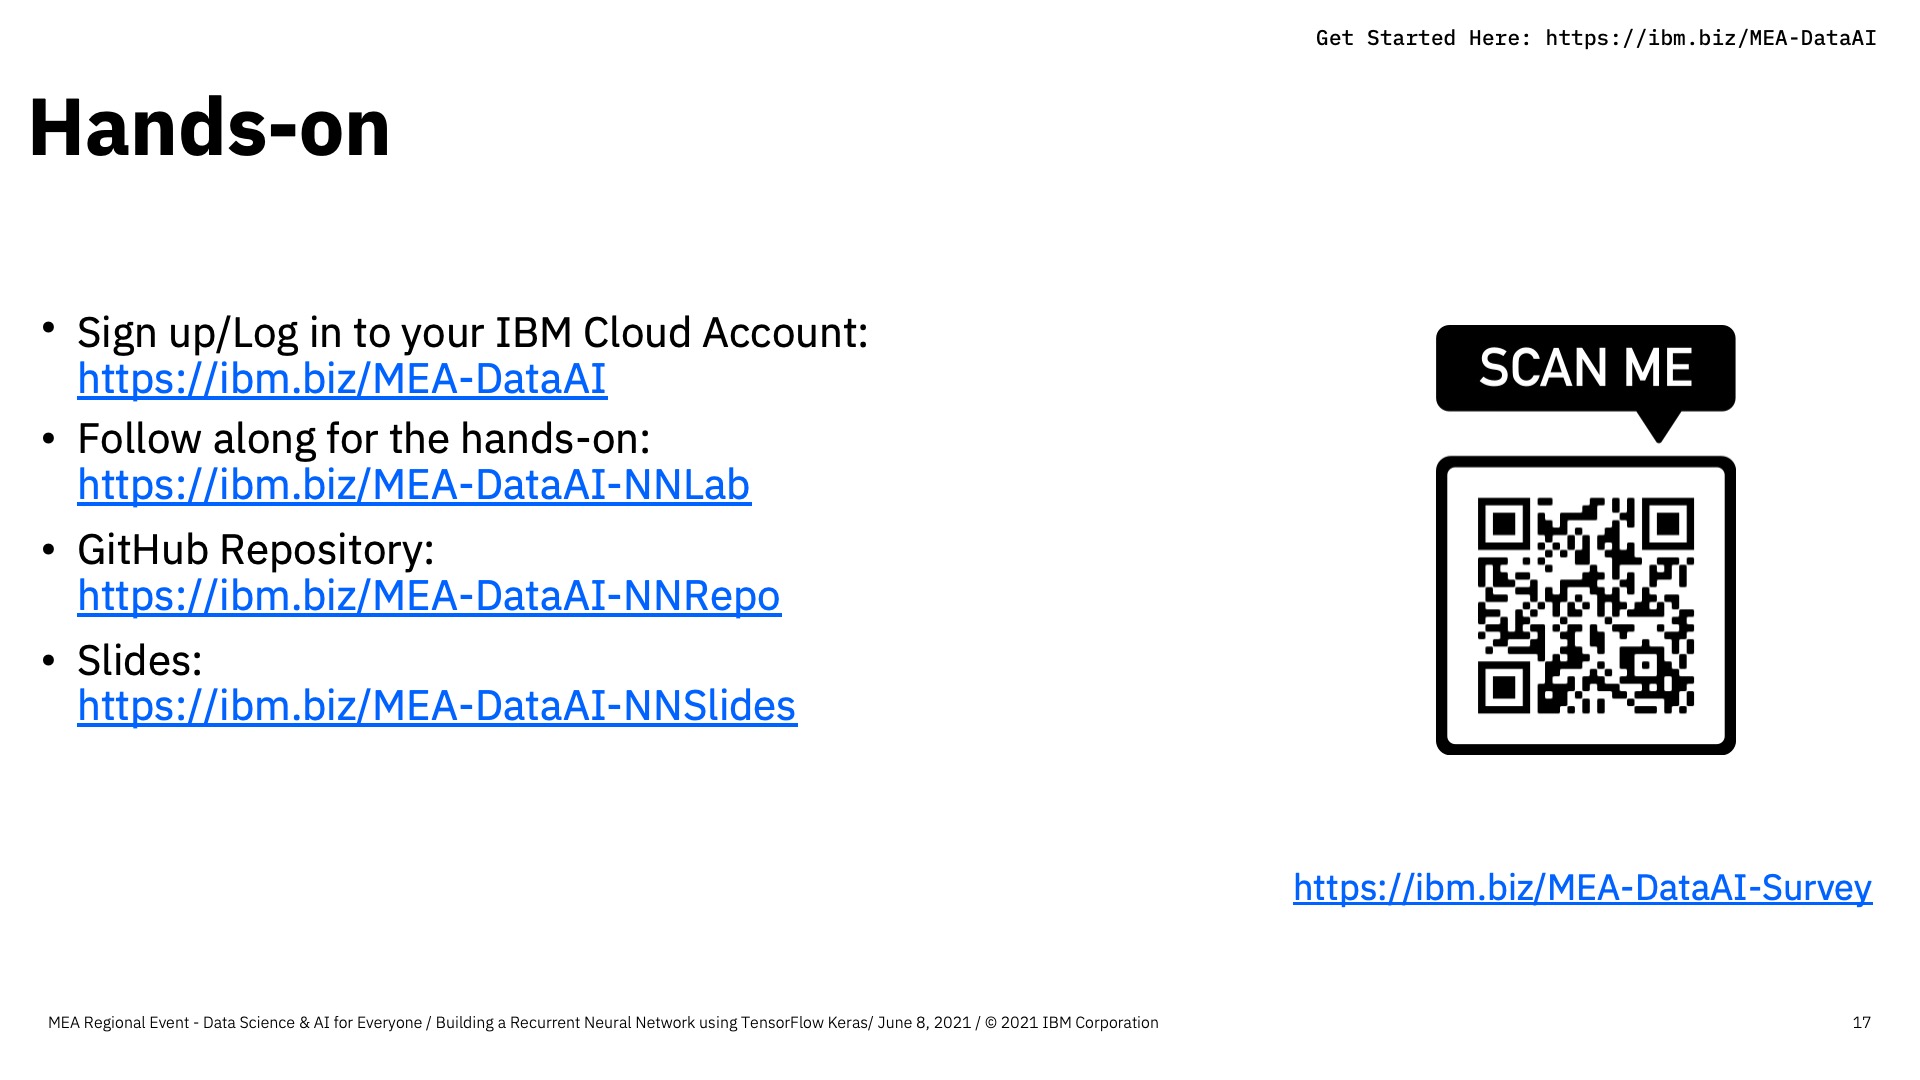 Get Started Here: https://ibm.biz/MEA-DataAI
Hands-on
• Sign up/Log in to your IBM Cloud Account:
https://ibm.biz/MEA-DataAI
• Follow along for the hands-on:
https://ibm.biz/MEA-DataAI-NNLab
• GitHub Repository:
https://ibm.biz/MEA-DataAI-NNRepo
• Slides:
https://ibm.biz/MEA-DataAI-NNSlides
SCAN ME
https://ibm.biz/MEA-DataAI-Survey
MEA Regional Event - Data Science & AI for Everyone / Building a Recurrent Neural Network using TensorFlow Keras/ June 8, 2021 / © 2021 IBM Corporation
17